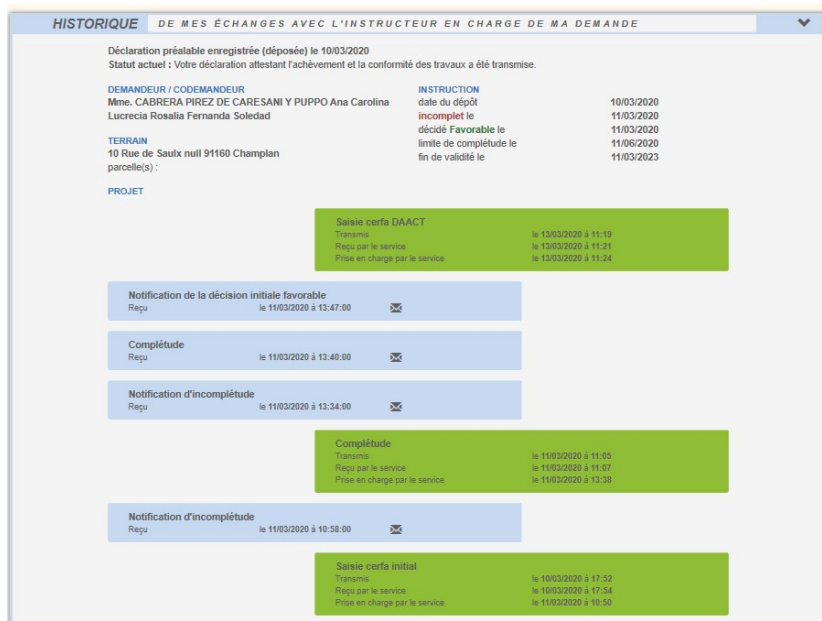 HISTORIQUE DE MES ÉCHANGES AVEC L'INSTRUCTEUR EN CHARGE DE MA DEMANDE
Déclaration préalable enregistrée (déposée) le 10/03/2020
Statut actuel : Votre déclaration attestant l'achèvement et la conformité des travaux a été transmise.
DEMANDEUR / CODEMANDEUR
Mme. CABRERA PIREZ DE CARESANI Y PUPPO Ana Carolina
Lucrecia Rosalia Fernanda Soledad
TERRAIN
10 Rue de Saulx null 91160 Champlan
parcelle(s) :
PROJET
INSTRUCTION
date du dépôt 10/03/2020
incomplet le 11/03/2020
décidé Favorable le 11/03/2020
limite de complétude le 11/06/2020
fin de validité le 11/03/2023
Saisie cerfa DAACT
Transmis le 13/03/2020 à 11:19
Reçu par le service le 13/03/2020 à 11:21
Prise en charge par le service le 13/03/2020 à 11:24
Notification de la décision initiale favorable
Reçu le 11/03/2020 à 13:47:00
Complétude
Reçu le 11/03/2020 à 13:40:00
Notification d'incomplétude
Reçu le 11/03/2020 à 13:34:00
Complétude
Transmis le 11/03/2020 à 11:05
Reçu par le service le 11/03/2020 à 11:07
Prise en charge par le service le 11/03/2020 à 13:38
Notification d'incomplétude
Reçu le 11/03/2020 à 10:58:00
Saisie cerfa initial
Transmis le 10/03/2020 à 17:52
Reçu par le service le 10/03/2020 à 17:54
Prise en charge par le service le 11/03/2020 à 10:50